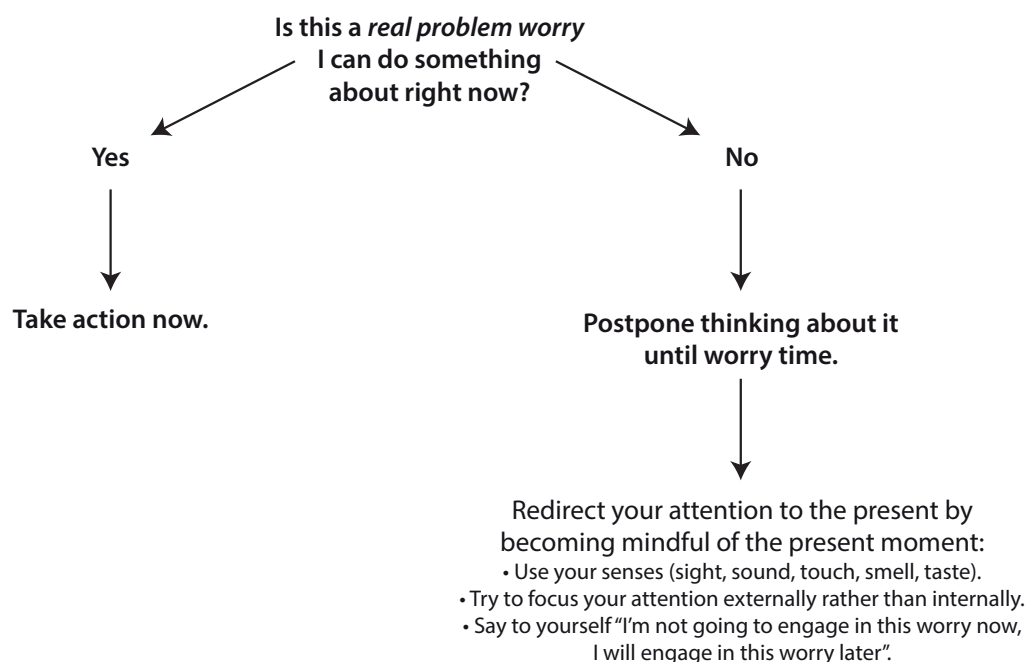 Is this a real problem worry
I can do something
about right now?
Yes
No
Take action now.
Postpone thinking about it
until worry time.
Redirect your attention to the present by
becoming mindful of the present moment:
• Use your senses (sight, sound, touch, smell, taste).
• Try to focus your attention externally rather than internally.
• Say to yourself “I’m not going to engage in this worry now,
I will engage in this worry later”.